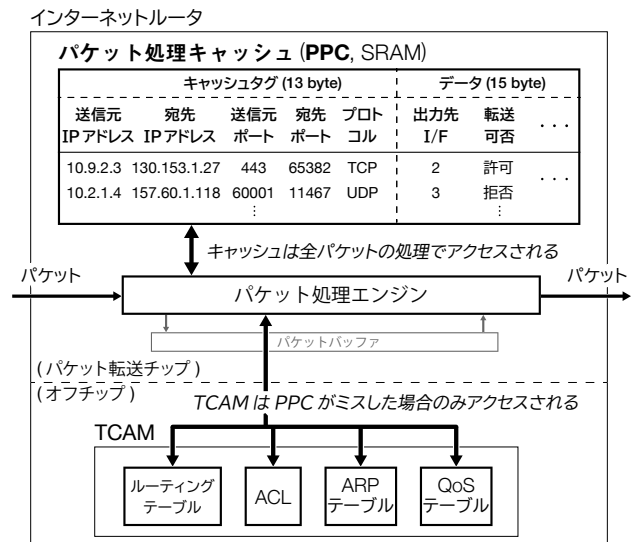 インターネットルータ
パケット処理キャッシュ (PPC, SRAM)
キャッシュタグ (13 byte) データ (15 byte)
送信元 宛先 送信元 宛先 プロト 出力先 転送
IP アドレス IP アドレス ポート ポート コル I/F 可否 · · ·
10.9.2.3 130.153.1.27 443 65382 TCP 2 許可
10.2.1.4 157.60.1.118 60001 11467 UDP 3 拒否 · · ·
⋮ ⋮
キャッシュは全パケットの処理でアクセスされる
パケット パケット
パケット処理エンジン
パケットバッファ
( パケット転送チップ )
( オフチップ )
TCAM は PPC がミスした場合のみアクセスされる
TCAM
ルーティング ACL ARP QoS
テーブル テーブル テーブル